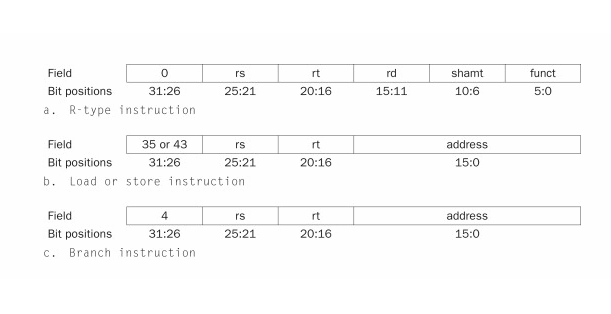 Field 0 rs rt rd shamt funct
Bit positions 31:26 25:21 20:16 15:11 10:6 5:0
a. R-type instruction
Field 35 or 43 rs rt address
Bit positions 31:26 25:21 20:16 15:0
b. Load or store instruction
Field 4 rs rt address
Bit positions 31:26 25:21 20:16 15:0
c. Branch instruction